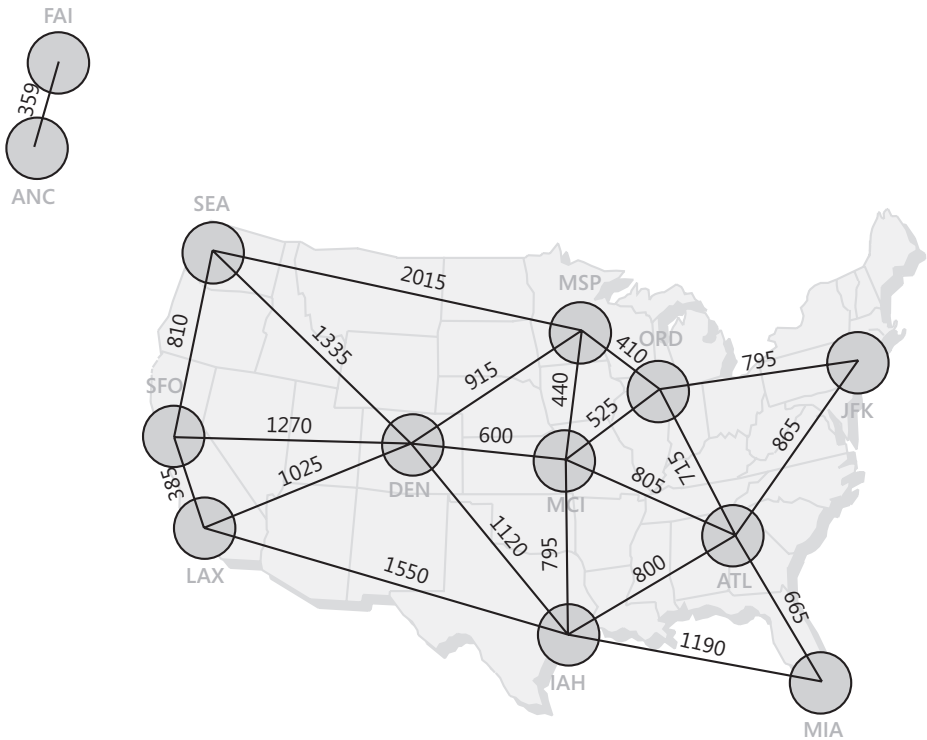 FAI
359
ANC
SEA
2015
MSP
810
1335
ORD
410
795
915
SFO
440
JFK
1270
600
525
865
385
1025
DEN
MCI
805
715
1120
795
LAX
1550
800
ATL
665
1190
IAH
MIA